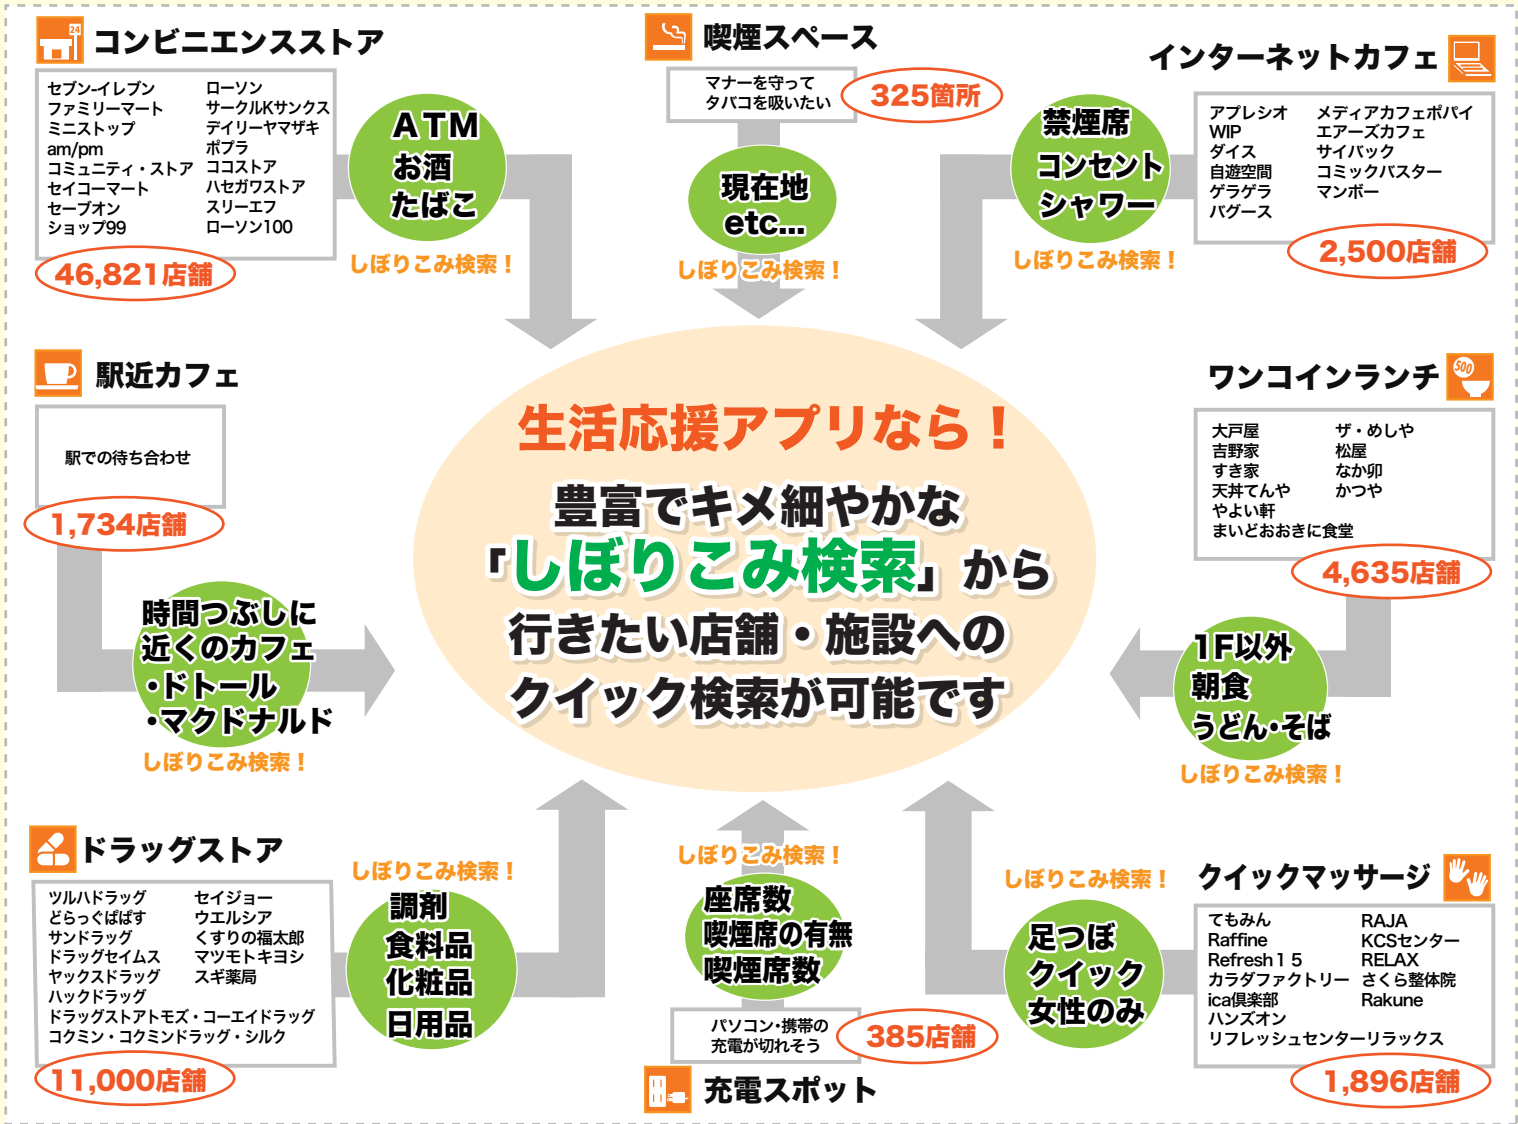 コンビニエンスストア
セブン-イレブン
ファミリーマート
ミニストップ
am/pm
コミュニティ・ストア
セイコーマート
セーブオン
ショップ99
ローソン
サークルKサンクス
デイリーヤマザキ
ポプラ
ココストア
ハセガワストア
スリーエフ
ローソン100
46,821店舗
ATM
お酒
たばこ
しぼりこみ検索！
喫煙スペース
マナーを守って
タバコを吸いたい
325箇所
現在地
etc...
しぼりこみ検索！
インターネットカフェ
アプレシオ
WIP
ダイス
自遊空間
ゲラゲラ
バグース
メディアカフェポパイ
エアーズカフェ
サイバック
コミックバスター
マンボー
2,500店舗
禁煙席
コンセント
シャワー
しぼりこみ検索！
駅近カフェ
駅での待ち合わせ
1,734店舗
時間つぶしに
近くのカフェ
・ドトール
・マクドナルド
しぼりこみ検索！
生活応援アプリなら！
豊富でキメ細やかな
「しぼりこみ検索」から
行きたい店舗・施設への
クイック検索が可能です
ワンコインランチ
500
大戸屋
吉野家
すき家
天丼てんや
やよい軒
まいどおおきに食堂
ザ・めしや
松屋
なか卯
かつや
4,635店舗
1F以外
朝食
うどん・そば
しぼりこみ検索！
ドラッグストア
ツルハドラッグ
どらっぐぱぱす
サンドラッグ
ドラッグセイムス
ヤックスドラッグ
ハックドラッグ
ドラッグストアトモズ・コーエイドラッグ
コクミン・コクミンドラッグ・シルク
セイジョー
ウエルシア
くすりの福太郎
マツモトキヨシ
スギ薬局
11,000店舗
しぼりこみ検索！
調剤
食料品
化粧品
日用品
しぼりこみ検索！
座席数
喫煙席の有無
喫煙席数
パソコン・携帯の
充電が切れそう
385店舗
充電スポット
しぼりこみ検索！
足つぼ
クイック
女性のみ
クイックマッサージ
てもみん
Raffine
Refresh１５
カラダファクトリー
ica倶楽部
ハンズオン
リフレッシュセンターリラックス
RAJA
KCSセンター
RELAX
さくら整体院
Rakune
1,896店舗
24